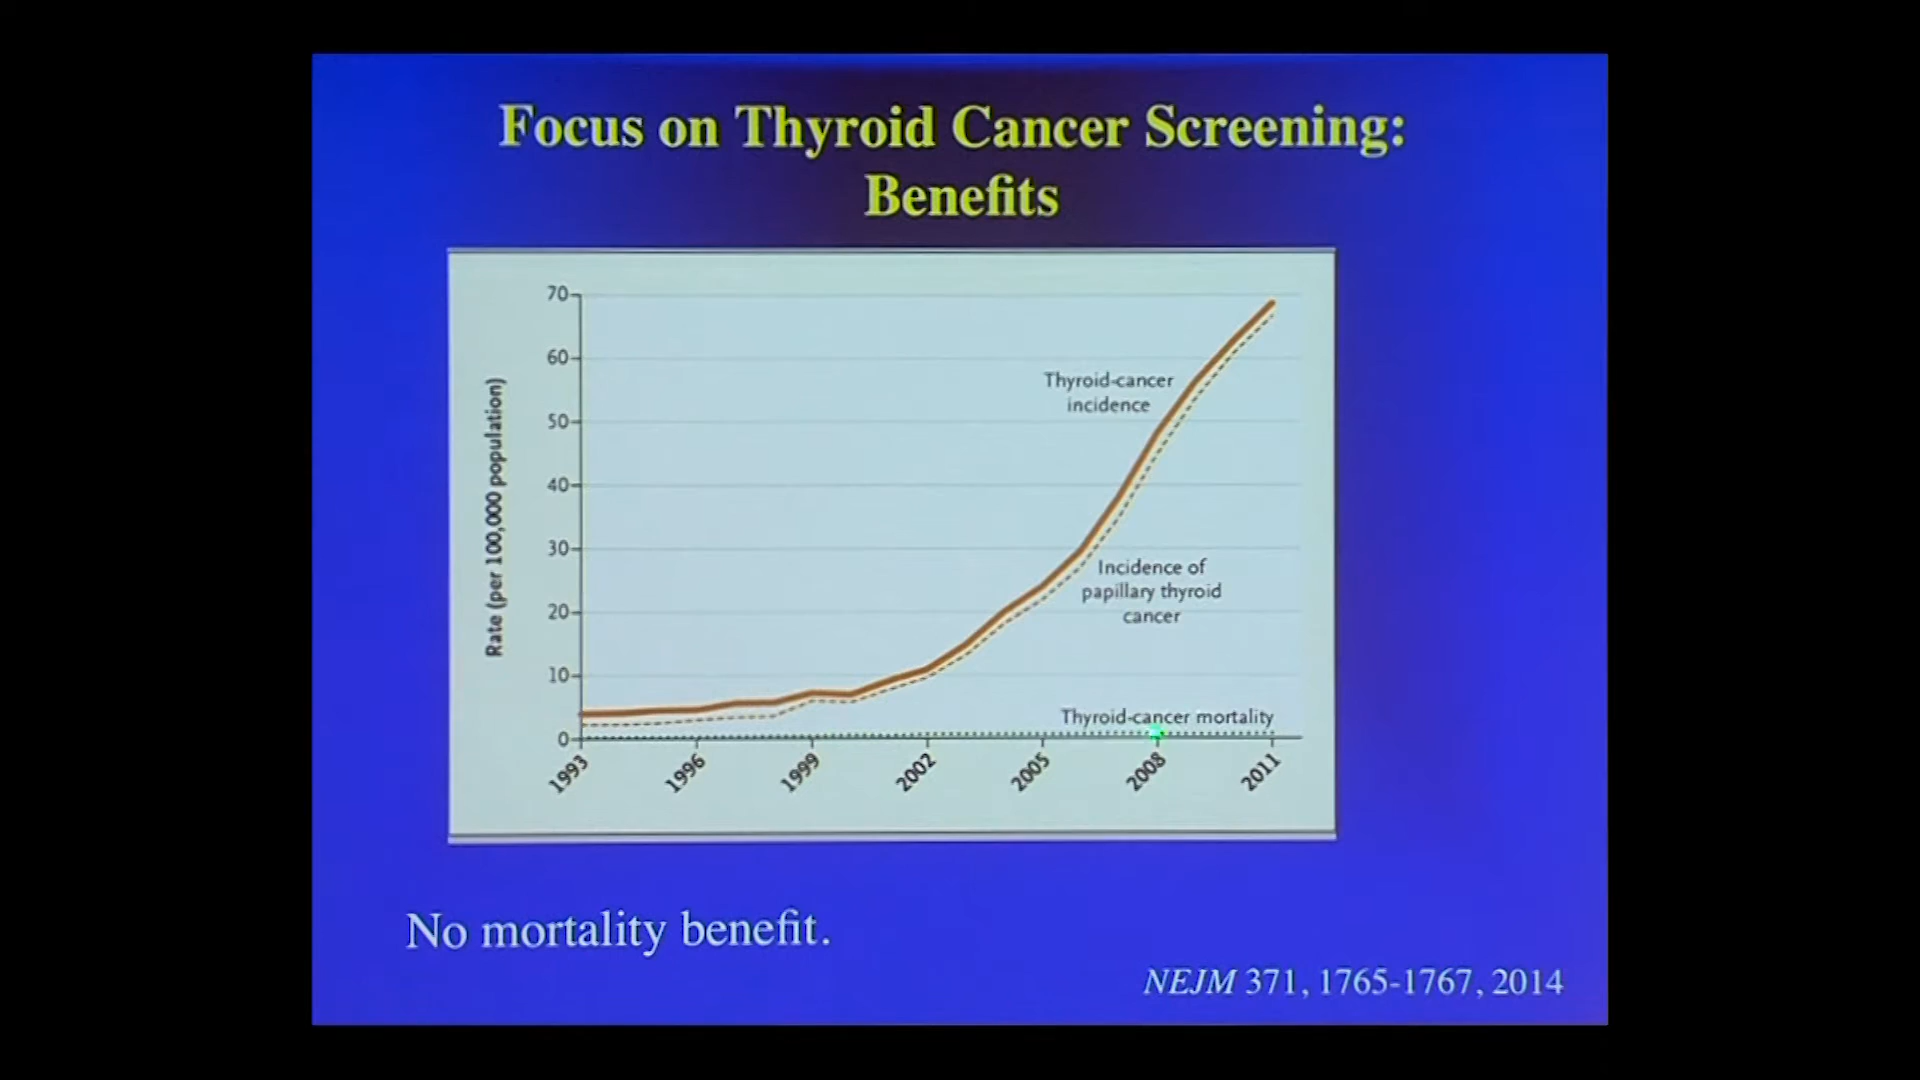 Focus on Thyroid Cancer Screening:
Benefits
70
60
50
40
30
20
10
0
Rate (per 100,000 population)
Thyroid-cancer
incidence
Incidence of
papillary thyroid
cancer
Thyroid-cancer mortality
1993
1996
1999
2002
2005
2008
2011
No mortality benefit.
NEJM 371, 1765-1767, 2014